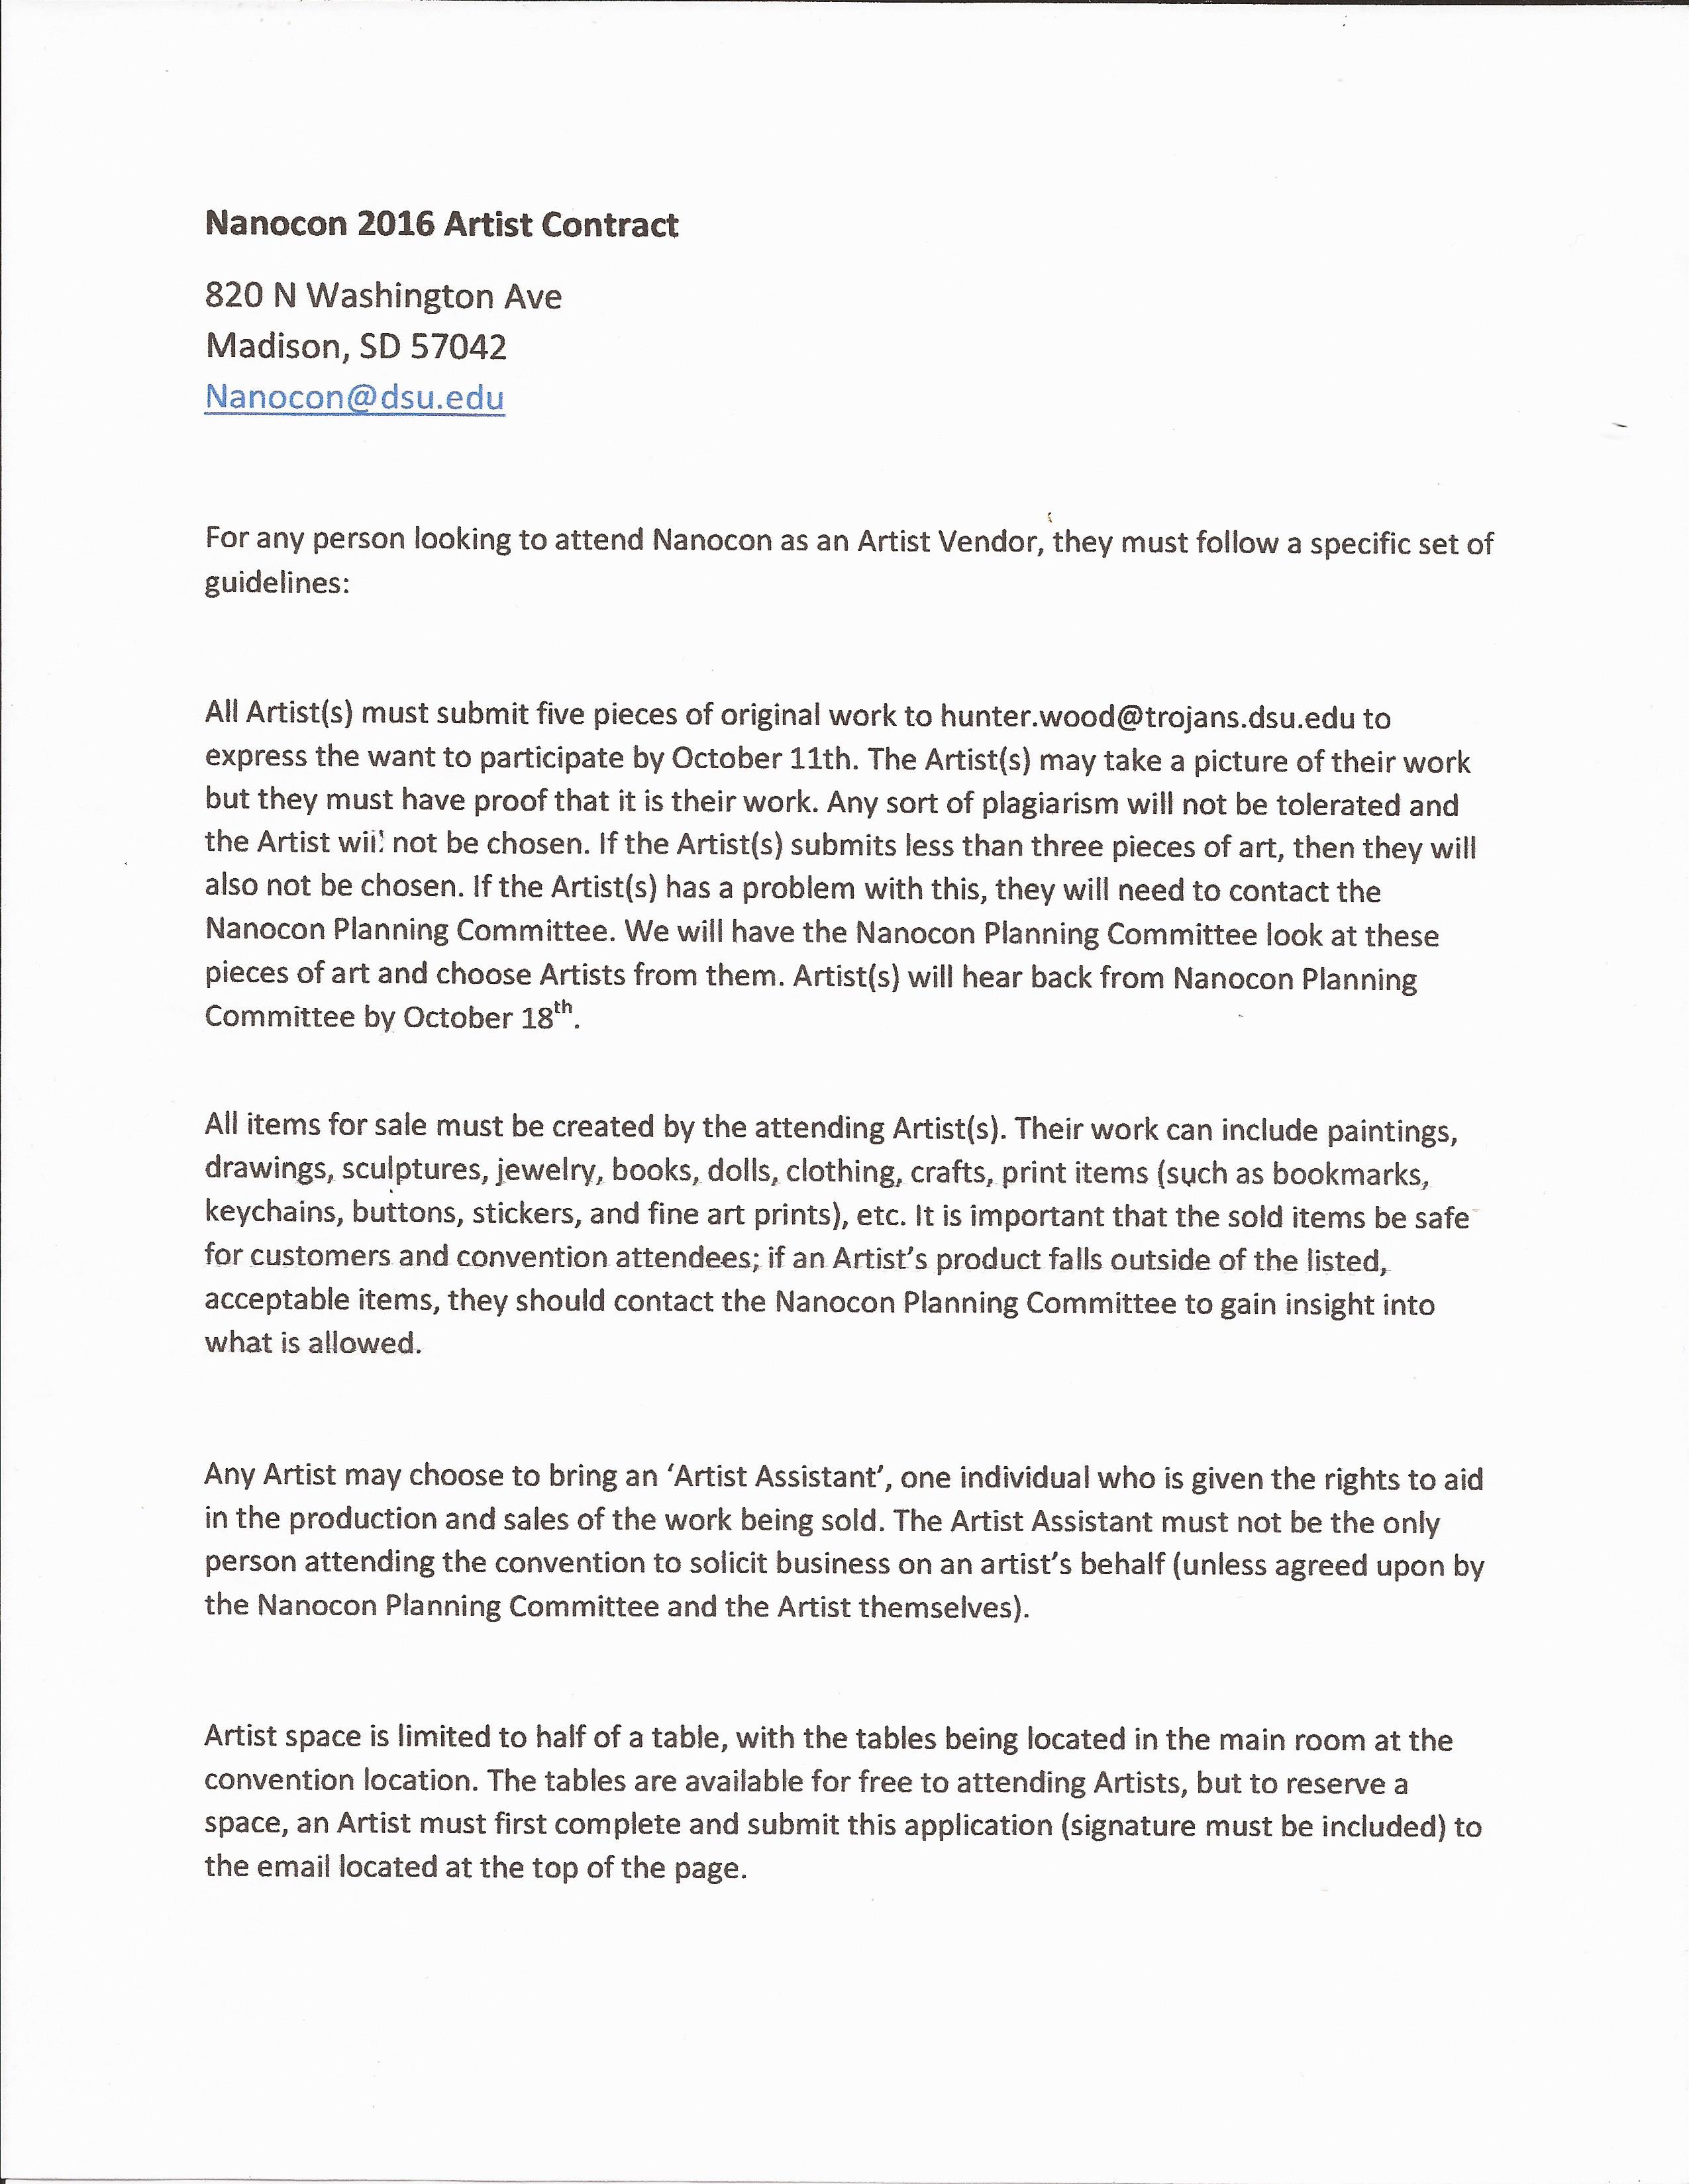 Nanocon 2016 Artist Contract
820 N Washington Ave
Madison, SD 57042
Nanocon@dsu.edu
For any person looking to attend Nanocon as an Artist Vendor, they must follow a specific set of
guidelines:
All Artist(s) must submit five pieces of original work to hunter.wood@trojans.dsu.edu to
express the want to participate by October 11th. The Artist(s) may take a picture of their work
but they must have proof that it is their work. Any sort of plagiarism will not be tolerated and
the Artist will not be chosen. If the Artist(s) submits less than three pieces of art, then they will
also not be chosen. If the Artist(s) has a problem with this, they will need to contact the
Nanocon Planning Committee. We will have the Nanocon Planning Committee look at these
pieces of art and choose Artists from them. Artist(s) will hear back from Nanocon Planning
Committee by October 18th.
All items for sale must be created by the attending Artist(s). Their work can include paintings,
drawings, sculptures, jewelry, books, dolls, clothing, crafts, print items (such as bookmarks,
keychains, buttons, stickers, and fine art prints), etc. It is important that the sold items be safe
for customers and convention attendees; if an Artist's product falls outside of the listed,
acceptable items, they should contact the Nanocon Planning Committee to gain insight into
what is allowed.
Any Artist may choose to bring an ‘Artist Assistant’, one individual who is given the rights to aid
in the production and sales of the work being sold. The Artist Assistant must not be the only
person attending the convention to solicit business on an artist's behalf (unless agreed upon by
the Nanocon Planning Committee and the Artist themselves).
Artist space is limited to half of a table, with the tables being located in the main room at the
convention location. The tables are available for free to attending Artists, but to reserve a
space, an Artist must first complete and submit this application (signature must be included) to
the email located at the top of the page.